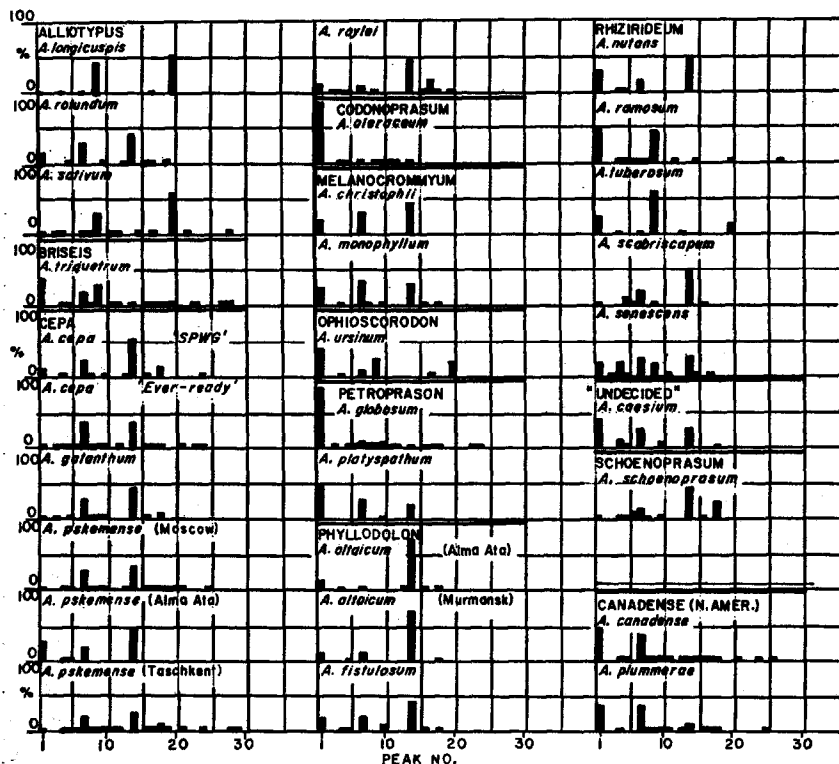 100
ALLIOTYPUS
A. longicuspis
%
0
100
A. rotundum
0
100
A. sativum
0
100
BRISEIS
A. triquetrum
0
100
CEPA
A. cepa 'SPWG'
%
0
100
A. cepa 'Ever-ready'
0
100
A. galanthum
0
100
A. pskemense (Moscow)
0
100
A. pskemense (Alma Ata)
0
100
A. pskemense (Taschkent)
%
0
1 10 20 30
A. roylei
CODONOPRASUM
A. oleraceum
MELANOCROMMYUM
A. christophii
A. monophyllum
OPHIOSCORODON
A. ursinum
PETROPRASON
A. globosum
A. platyspathum
PHYLLODOLON
A. altaicum (Alma Ata)
A. altaicum (Murmansk)
A. fistulosum
1 10 20 30
PEAK NO.
RHIZIRIDEUM
A. nutans
A. ramosum
A. tuberosum
A. scabriscapum
A. senescens
"UNDECIDED"
A. caesium
SCHOENOPRASUM
A. schoenoprasum
CANADENSE (N. AMER.)
A. canadense
A. plummerae
1 10 20 30